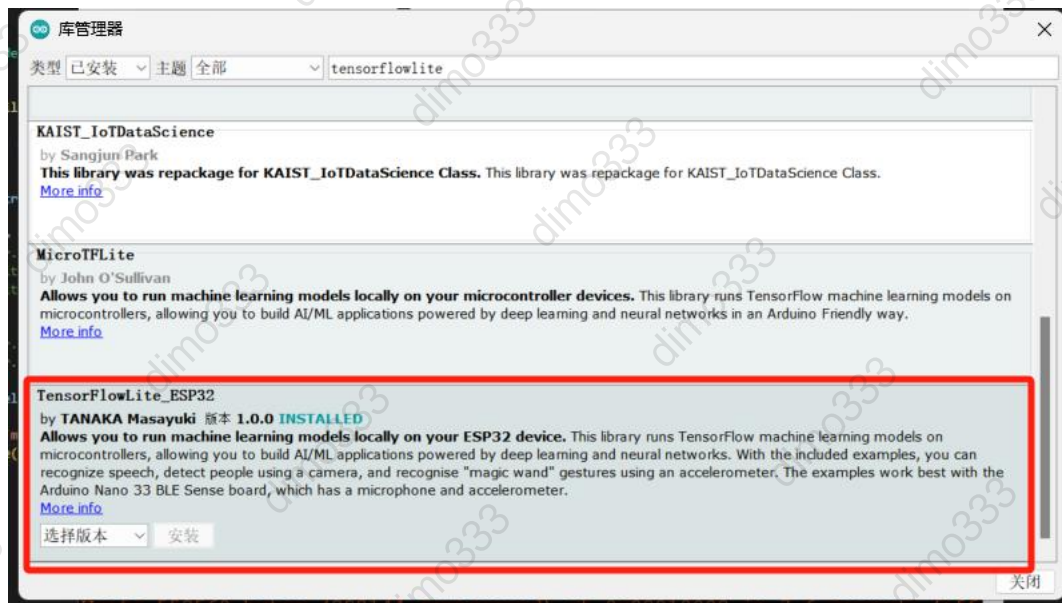 库管理器
类型 已安装 主题 全部 tensorflowlite
KAIST_IoTDataScience
by Sangjun Park
This library was repackage for KAIST_IoTDataScience Class. This library was repackage for KAIST_IoTDataScience Class.
More info
MicroTFLite
by John O'Sullivan
Allows you to run machine learning models locally on your microcontroller devices. This library runs TensorFlow machine learning models on
microcontrollers, allowing you to build AI/ML applications powered by deep learning and neural networks in an Arduino Friendly way.
More info
TensorFlowLite_ESP32
by TANAKA Masayuki 版本 1.0.0 INSTALLED
Allows you to run machine learning models locally on your ESP32 device. This library runs TensorFlow machine learning models on
microcontrollers, allowing you to build AI/ML applications powered by deep learning and neural networks. With the included examples, you can
recognize speech, detect people using a camera, and recognise "magic wand" gestures using an accelerometer. The examples work best with the
Arduino Nano 33 BLE Sense board, which has a microphone and accelerometer.
More info
选择版本 安装
关闭
dimo333